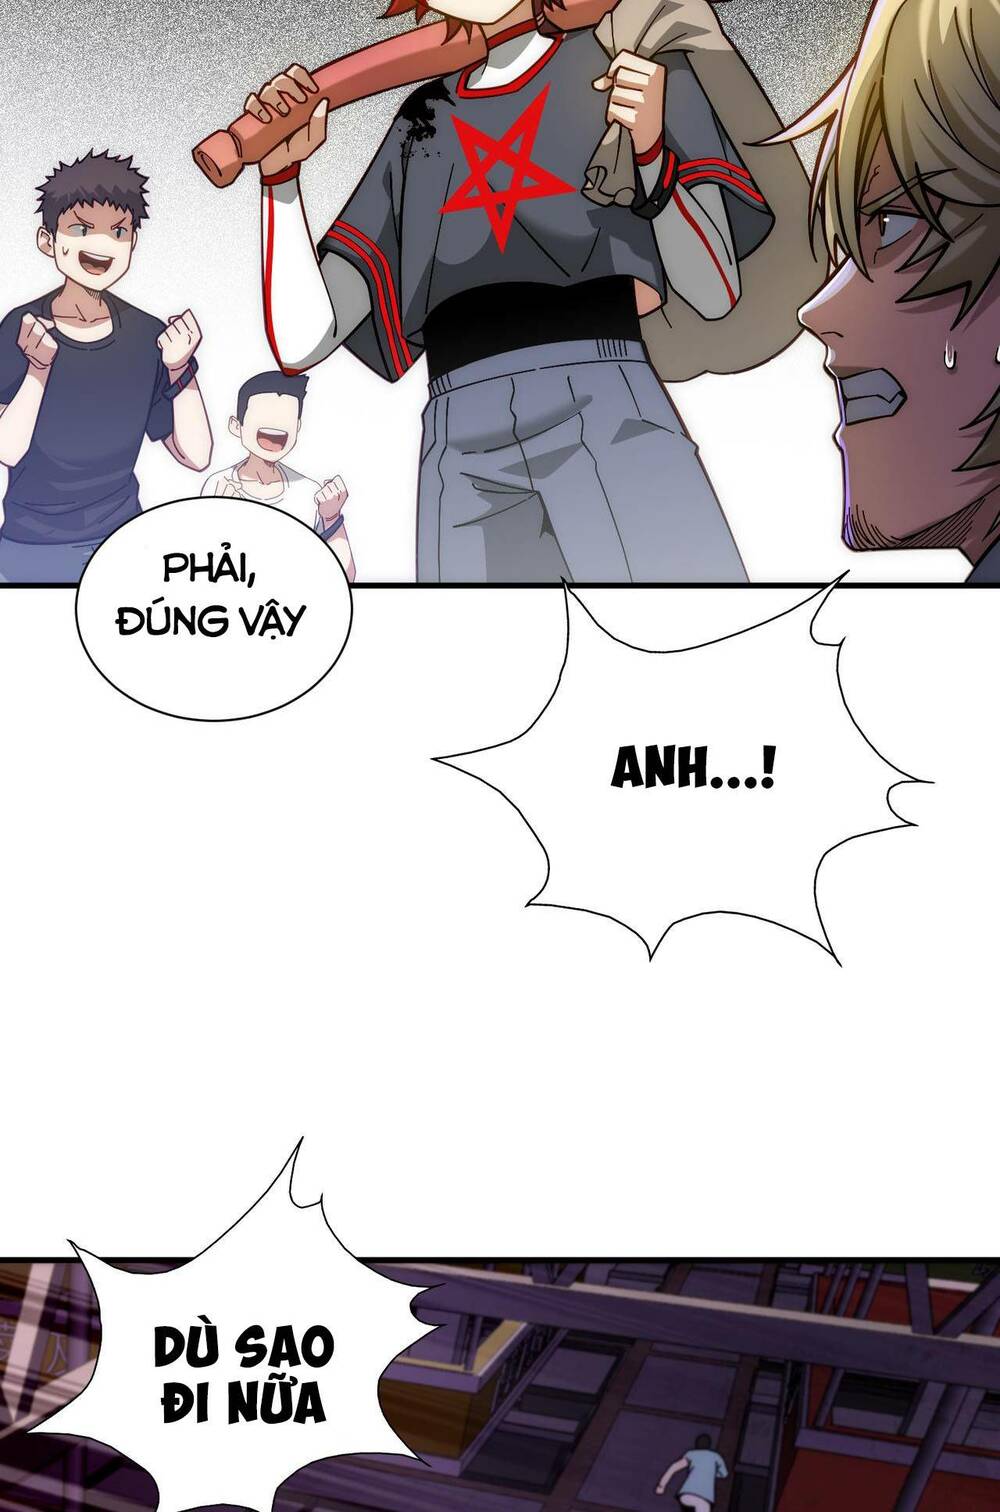 PHẢI,
ĐÚNG VẬY
ANH...!
DÙ SAO
ĐI NỮA